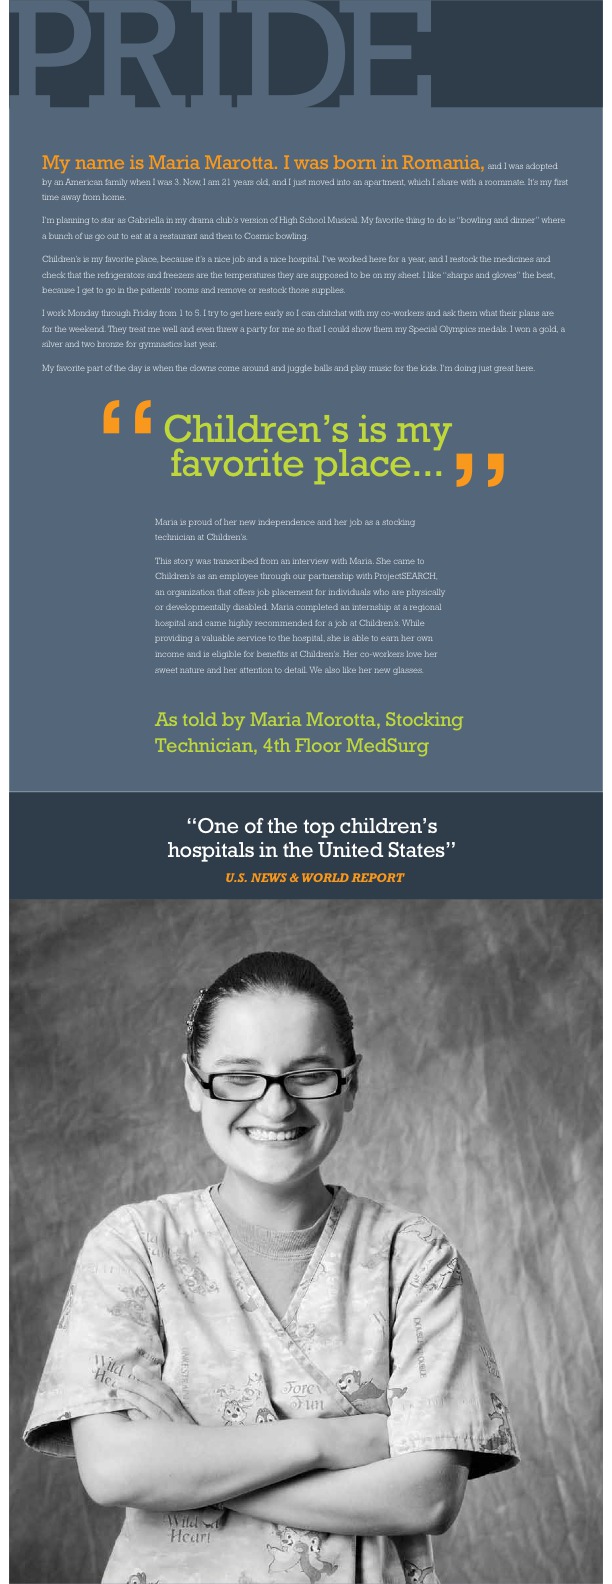 PRIDE
My name is Maria Marotta. I was born in Romania, and I was adopted
by an American family when I was 3. Now, I am 21 years old, and I just moved into an apartment, which I share with a roommate. It's my first
time away from home.
I'm planning to star as Gabriella in my drama club's version of High School Musical. My favorite thing to do is "bowling and dinner" where
a bunch of us go out to eat at a restaurant and then to Cosmic bowling.
Children's is my favorite place, because it's a nice job and a nice hospital. I've worked here for a year, and I restock the medicines and
check that the refrigerators and freezers are the temperatures they are supposed to be on my sheet. I like "sharps and gloves" the best,
because I get to go in the patients' rooms and remove or restock those supplies.
I work Monday through Friday from 1 to 5. I try to get here early so I can chitchat with my co-workers and ask them what their plans are
for the weekend. They treat me well and even threw a party for me so that I could show them my Special Olympics medals. I won a gold, a
silver and two bronze for gymnastics last year.
My favorite part of the day is when the clowns come around and juggle balls and play music for the kids. I'm doing just great here.
“Children's is my
favorite place...”
Maria is proud of her new independence and her job as a stocking
technician at Children's.
This story was transcribed from an interview with Maria. She came to
Children's as an employee through our partnership with ProjectSEARCH,
an organization that offers job placement for individuals who are physically
or developmentally disabled. Maria completed an internship at a regional
hospital and came highly recommended for a job at Children's. While
providing a valuable service to the hospital, she is able to earn her own
income and is eligible for benefits at Children's. Her co-workers love her
sweet nature and her attention to detail. We also like her new glasses.
As told by Maria Morotta, Stocking
Technician, 4th Floor MedSurg
“One of the top children's
hospitals in the United States”
U.S. NEWS & WORLD REPORT
Wild
Heart
Fore
Fun
Wild
Heart